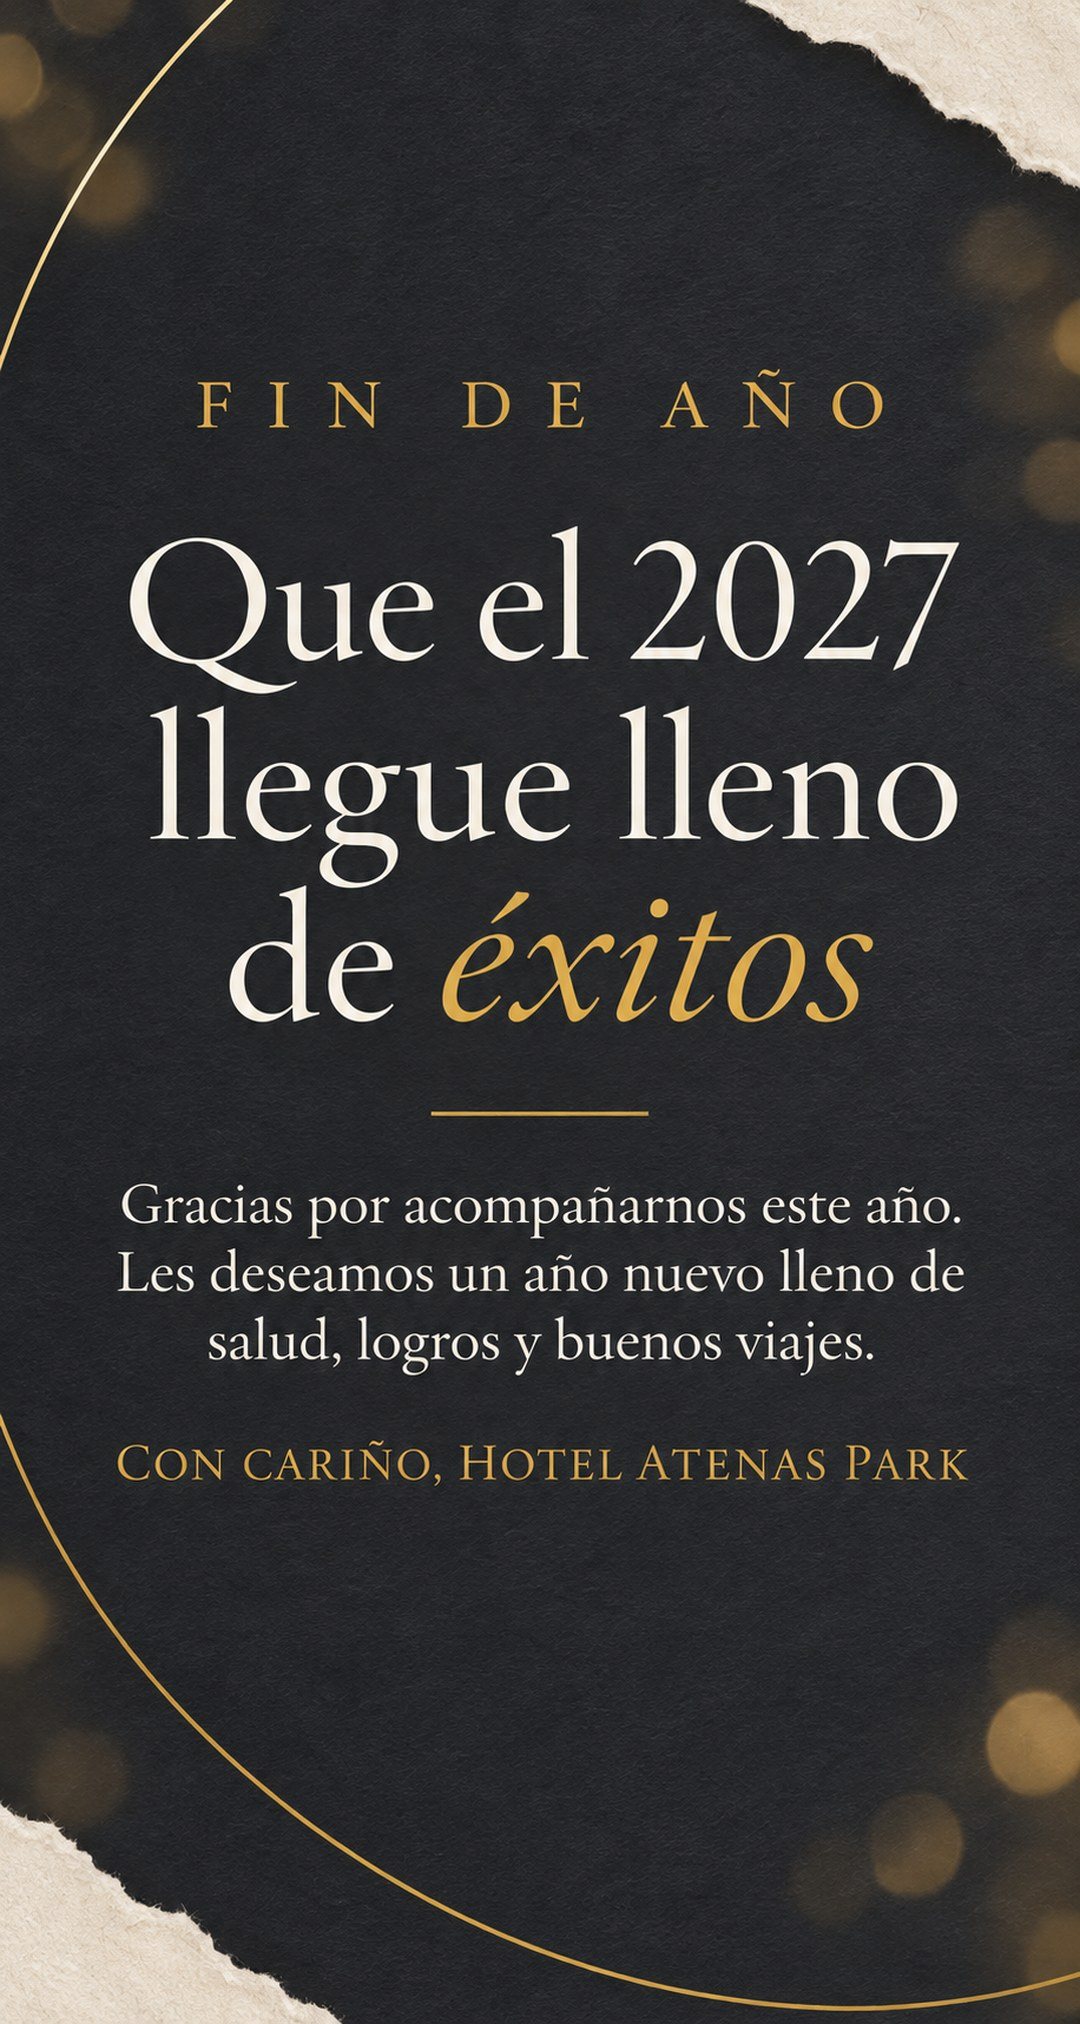 FIN DE AÑO
Que el 2027
llegue lleno
de éxitos
Gracias por acompañarnos este año.
Les deseamos un año nuevo lleno de
salud, logros y buenos viajes.
CON CARIÑO, HOTEL ATENAS PARK